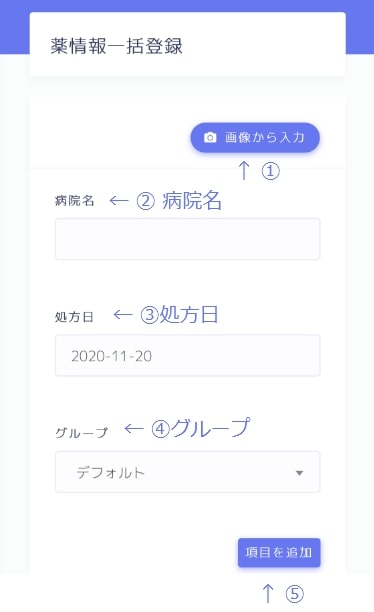 薬情報一括登録
画像から入力
↑ ①
病院名 ← ② 病院名
処方日 ← ③処方日
2020-11-20
グループ ← ④グループ
デフォルト
項目を追加
↑ ⑤